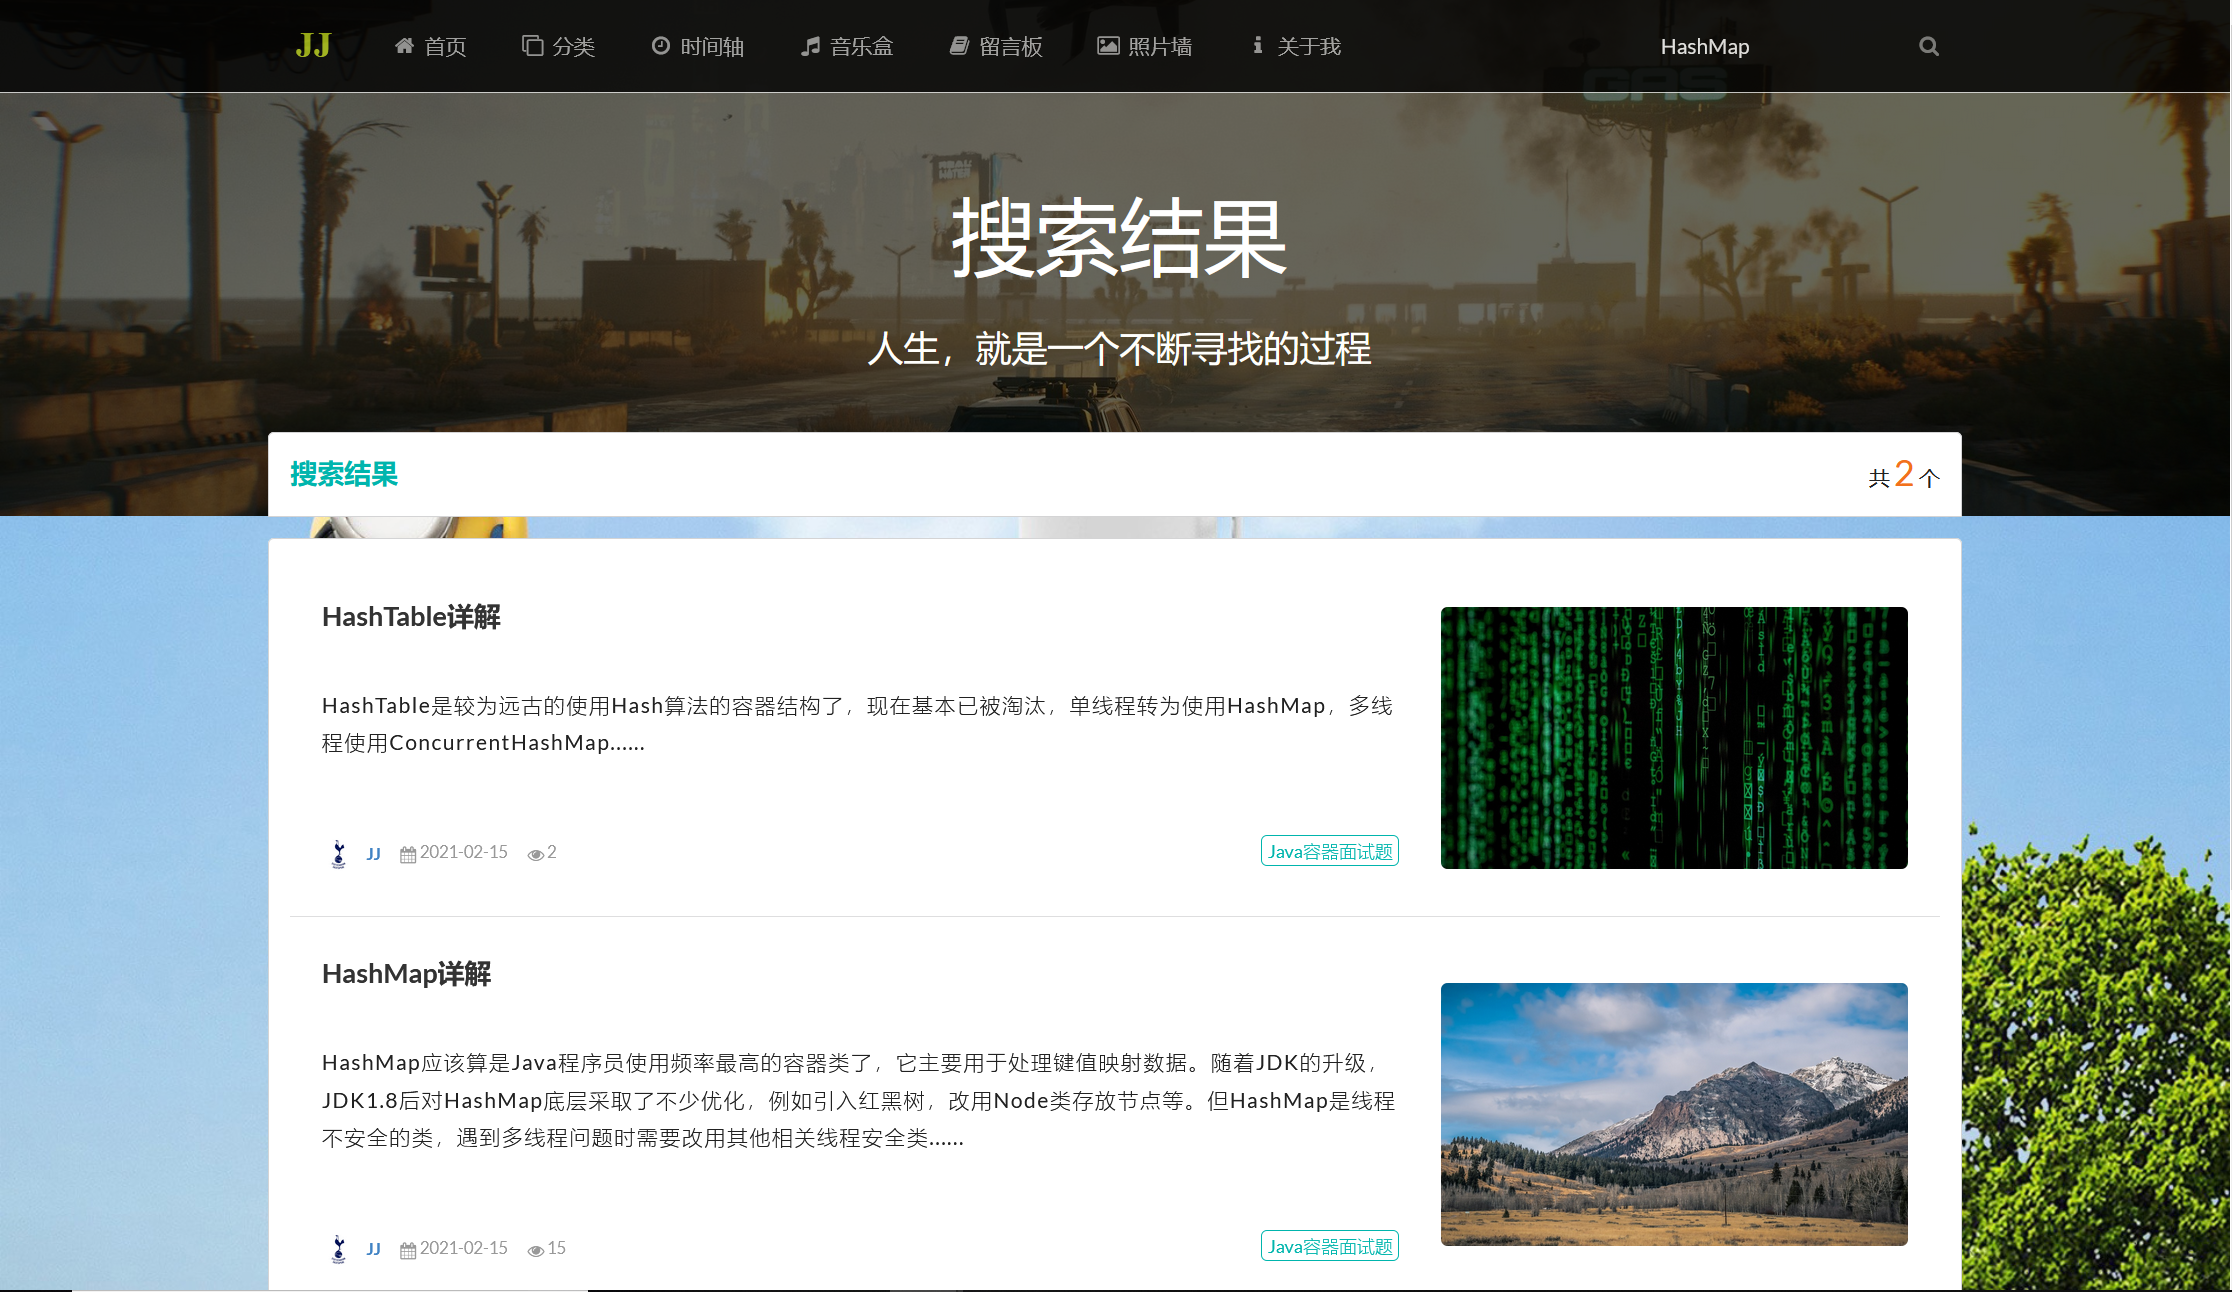 JJ 首页 分类 时间轴 音乐盒 留言板 照片墙 关于我 HashMap
GAS
搜索结果
人生，就是一个不断寻找的过程
搜索结果 共2个
HashTable详解
HashTable是较为远古的使用Hash算法的容器结构了，现在基本已被淘汰，单线程转为使用HashMap，多线
程使用ConcurrentHashMap......
JJ 2021-02-15 2 Java容器面试题
HashMap详解
HashMap应该算是Java程序员使用频率最高的容器类了，它主要用于处理键值映射数据。随着JDK的升级，
JDK1.8后对HashMap底层采取了不少优化，例如引入红黑树，改用Node类存放节点等。但HashMap是线程
不安全的类，遇到多线程问题时需要改用其他相关线程安全类......
JJ 2021-02-15 15 Java容器面试题